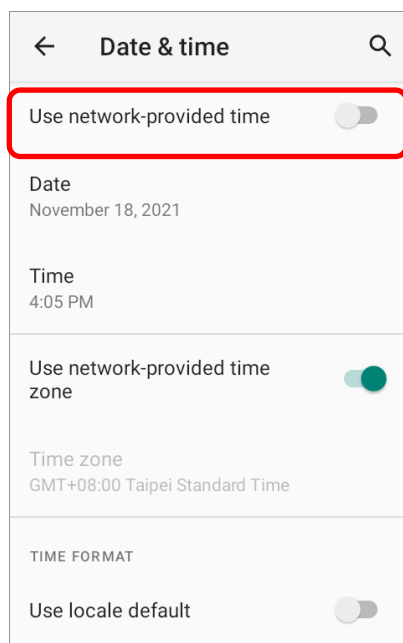 Date & time
Use network-provided time
Date
November 18, 2021
Time
4:05 PM
Use network-provided time
zone
Time zone
GMT+08:00 Taipei Standard Time
TIME FORMAT
Use locale default